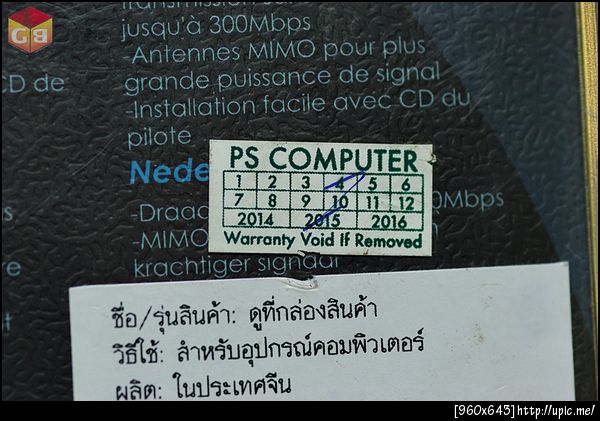 GB
jusqu'à 300Mbps
-Antennes MIMO pour plus
CD de
grande puissance de signal
-Installation facile avec CD du
pilote
PS COMPUTER
1 2 3 4 5 6
7 8 9 10 11 12
2014 2015 2016
Warranty Void If Removed
Nede
-MIMO
krachtiger signaal
ชื่อ/รุ่นสินค้า: ดูที่กล่องสินค้า
วิธีใช้: สำหรับอุปกรณ์คอมพิวเตอร์
ผลิต: ในประเทศจีน
[960x643]http://upic.me/